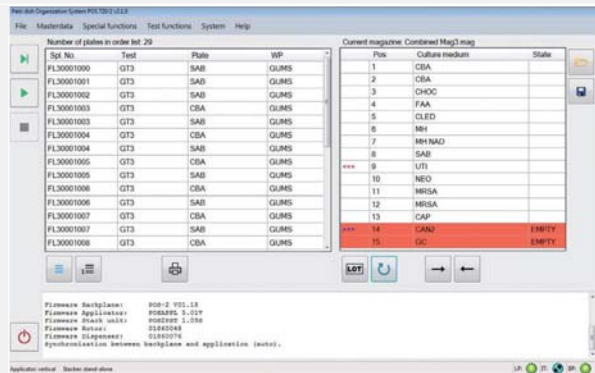 Petri dish Organization System POS 720-2 v2.1.0
File Masterdata Special functions Test functions System Help
Number of plates in order list: 29
Spl. No. Test Plate WP
FL30001000 GT3 SAB GUMS
FL30001001 GT3 SAB GUMS
FL30001002 GT3 SAB GUMS
FL30001003 GT3 CBA GUMS
FL30001003 GT3 SAB GUMS
FL30001004 GT3 CBA GUMS
FL30001004 GT3 SAB GUMS
FL30001005 GT3 CBA GUMS
FL30001005 GT3 SAB GUMS
FL30001006 GT3 CBA GUMS
FL30001006 GT3 SAB GUMS
FL30001007 GT3 CBA GUMS
FL30001007 GT3 SAB GUMS
FL30001008 GT3 CBA GUMS
Current magazine: Combined Mag3.mag
Pos Culture medium State
1 CBA
2 CBA
3 CHOC
4 FAA
5 CLED
6 MH
7 MH NAD
8 SAB
*** 9 UTI
10 NEO
11 MRSA
12 MRSA
13 CAP
*** 14 CAN2 EMPTY
15 GC EMPTY
LOT
Firmware Backplane: POS-2 V01.18
Firmware Applicator: POSAPPL 5.017
Firmware Stack unit: POSDPST 1.098
Firmware Rotor: 01860048
Firmware Dispenser: 01860076
Synchronisation between backplane and application (auto).
Applicator: vertical Stacker: stand-alone
LP: IT: BP: